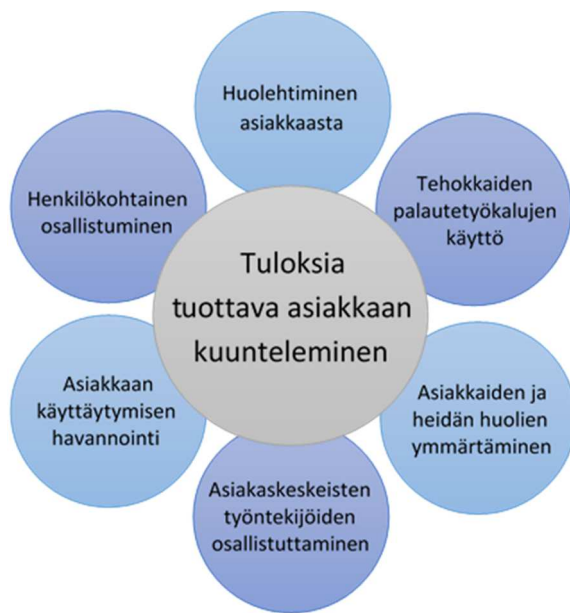 Huolehtiminen
asiakkaasta
Tehokkaiden
palautetyökalujen
käyttö
Henkilökohtainen
osallistuminen
Tuloksia
tuottava asiakkaan
kuunteleminen
Asiakkaan
käyttäytymisen
havannointi
Asiakkaiden ja
heidän huolien
ymmärtäminen
Asiakaskeskeisten
työntekijöiden
osallistuttaminen